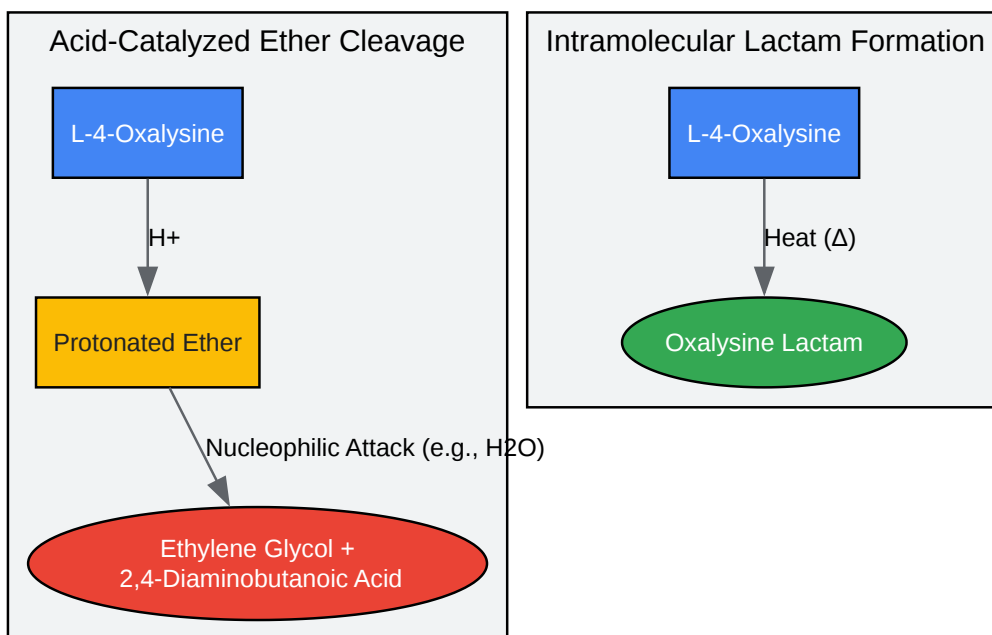 Acid-Catalyzed Ether Cleavage
L-4-Oxalysine
H+
Protonated Ether
Nucleophilic Attack (e.g., H2O)
Ethylene Glycol +
2,4-Diaminobutanoic Acid
Intramolecular Lactam Formation
L-4-Oxalysine
Heat (Δ)
Oxalysine Lactam